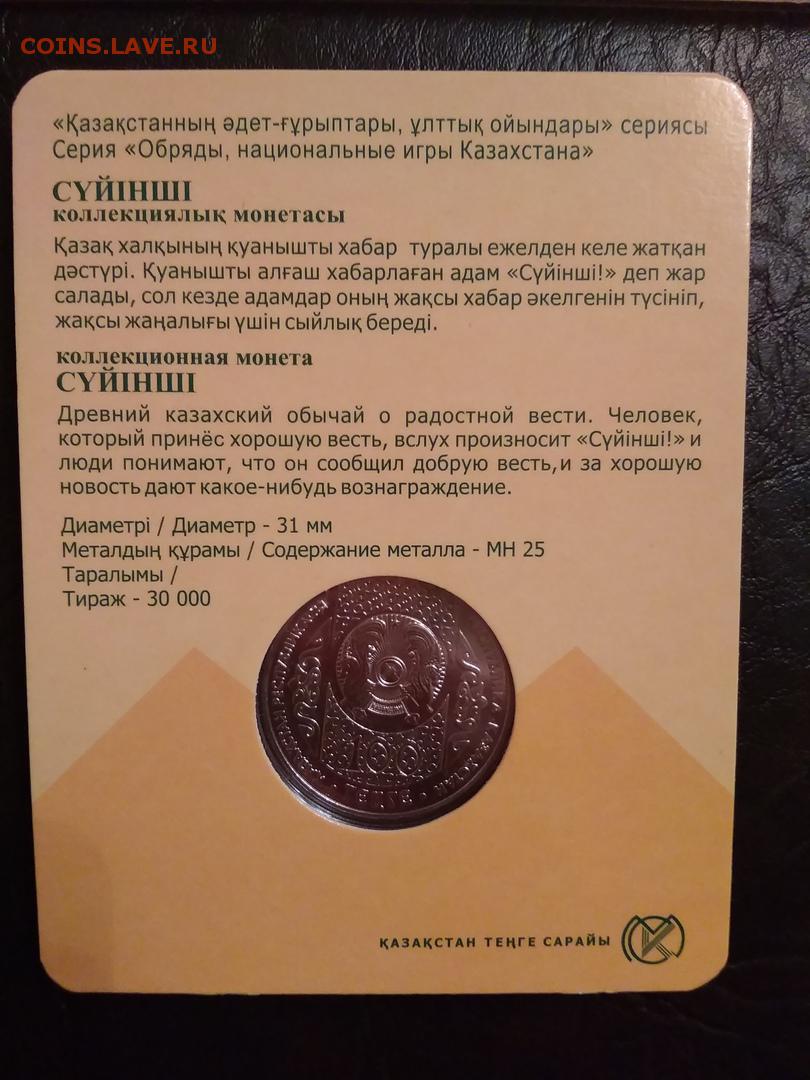 COINS.LAVE.RU
«Қазақстанның әдет-ғұрыптары, ұлттық ойындары» сериясы
Серия «Обряды, национальные игры Казахстана»
СҮЙІНШІ
коллекциялық монетасы
Қазақ халқының қуанышты хабар туралы ежелден келе жатқан
дәстүрі. Қуанышты алғаш хабарлаған адам «Сүйінші!» деп жар
салады, сол кезде адамдар оның жақсы хабар әкелгенін түсініп,
жақсы жаңалығы үшін сыйлық береді.
коллекционная монета
СҮЙІНШІ
Древний казахский обычай о радостной вести. Человек,
который принёс хорошую весть, вслух произносит «Сүйінші!» и
люди понимают, что он сообщил добрую весть,и за хорошую
новость дают какое-нибудь вознаграждение.
Диаметрі / Диаметр - 31 мм
Металдың құрамы / Содержание металла - МН 25
Таралымы /
Тираж - 30 000
100
ТЕҢГЕ
ҚАЗАҚСТАН ТЕҢГЕ САРАЙЫ